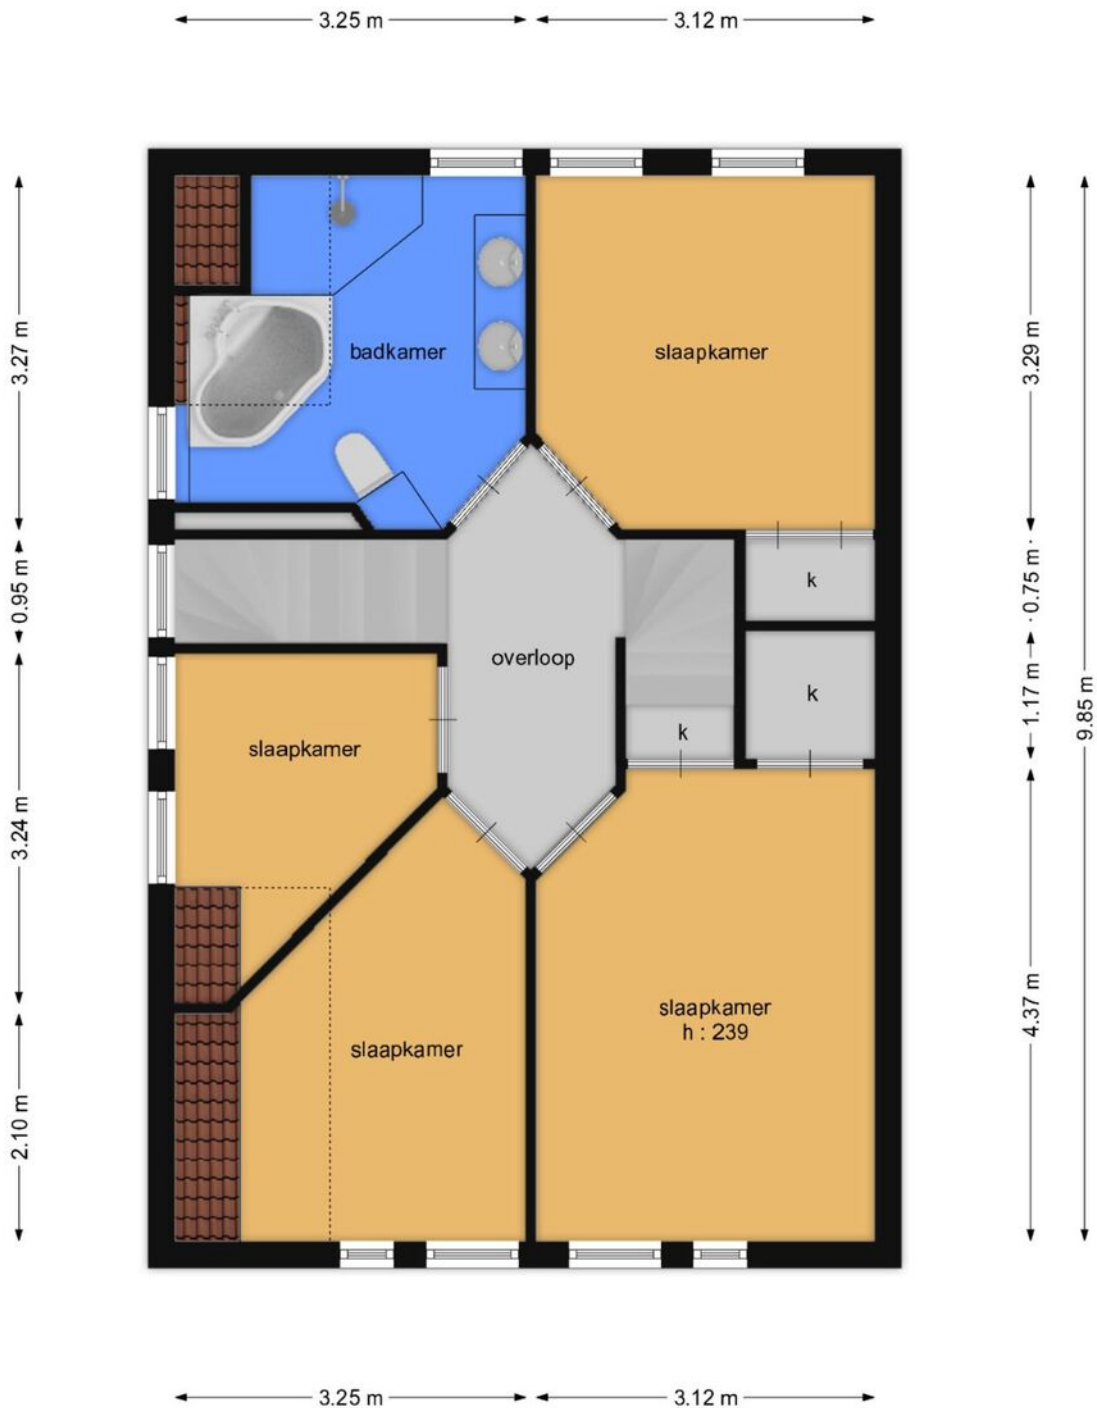 3.25 m
3.12 m
3.27 m
0.95 m
3.24 m
2.10 m
badkamer
slaapkamer
k
overloop
k
slaapkamer
k
slaapkamer
h : 239
slaapkamer
3.29 m
0.75 m
1.17 m
4.37 m
9.85 m
3.25 m
3.12 m